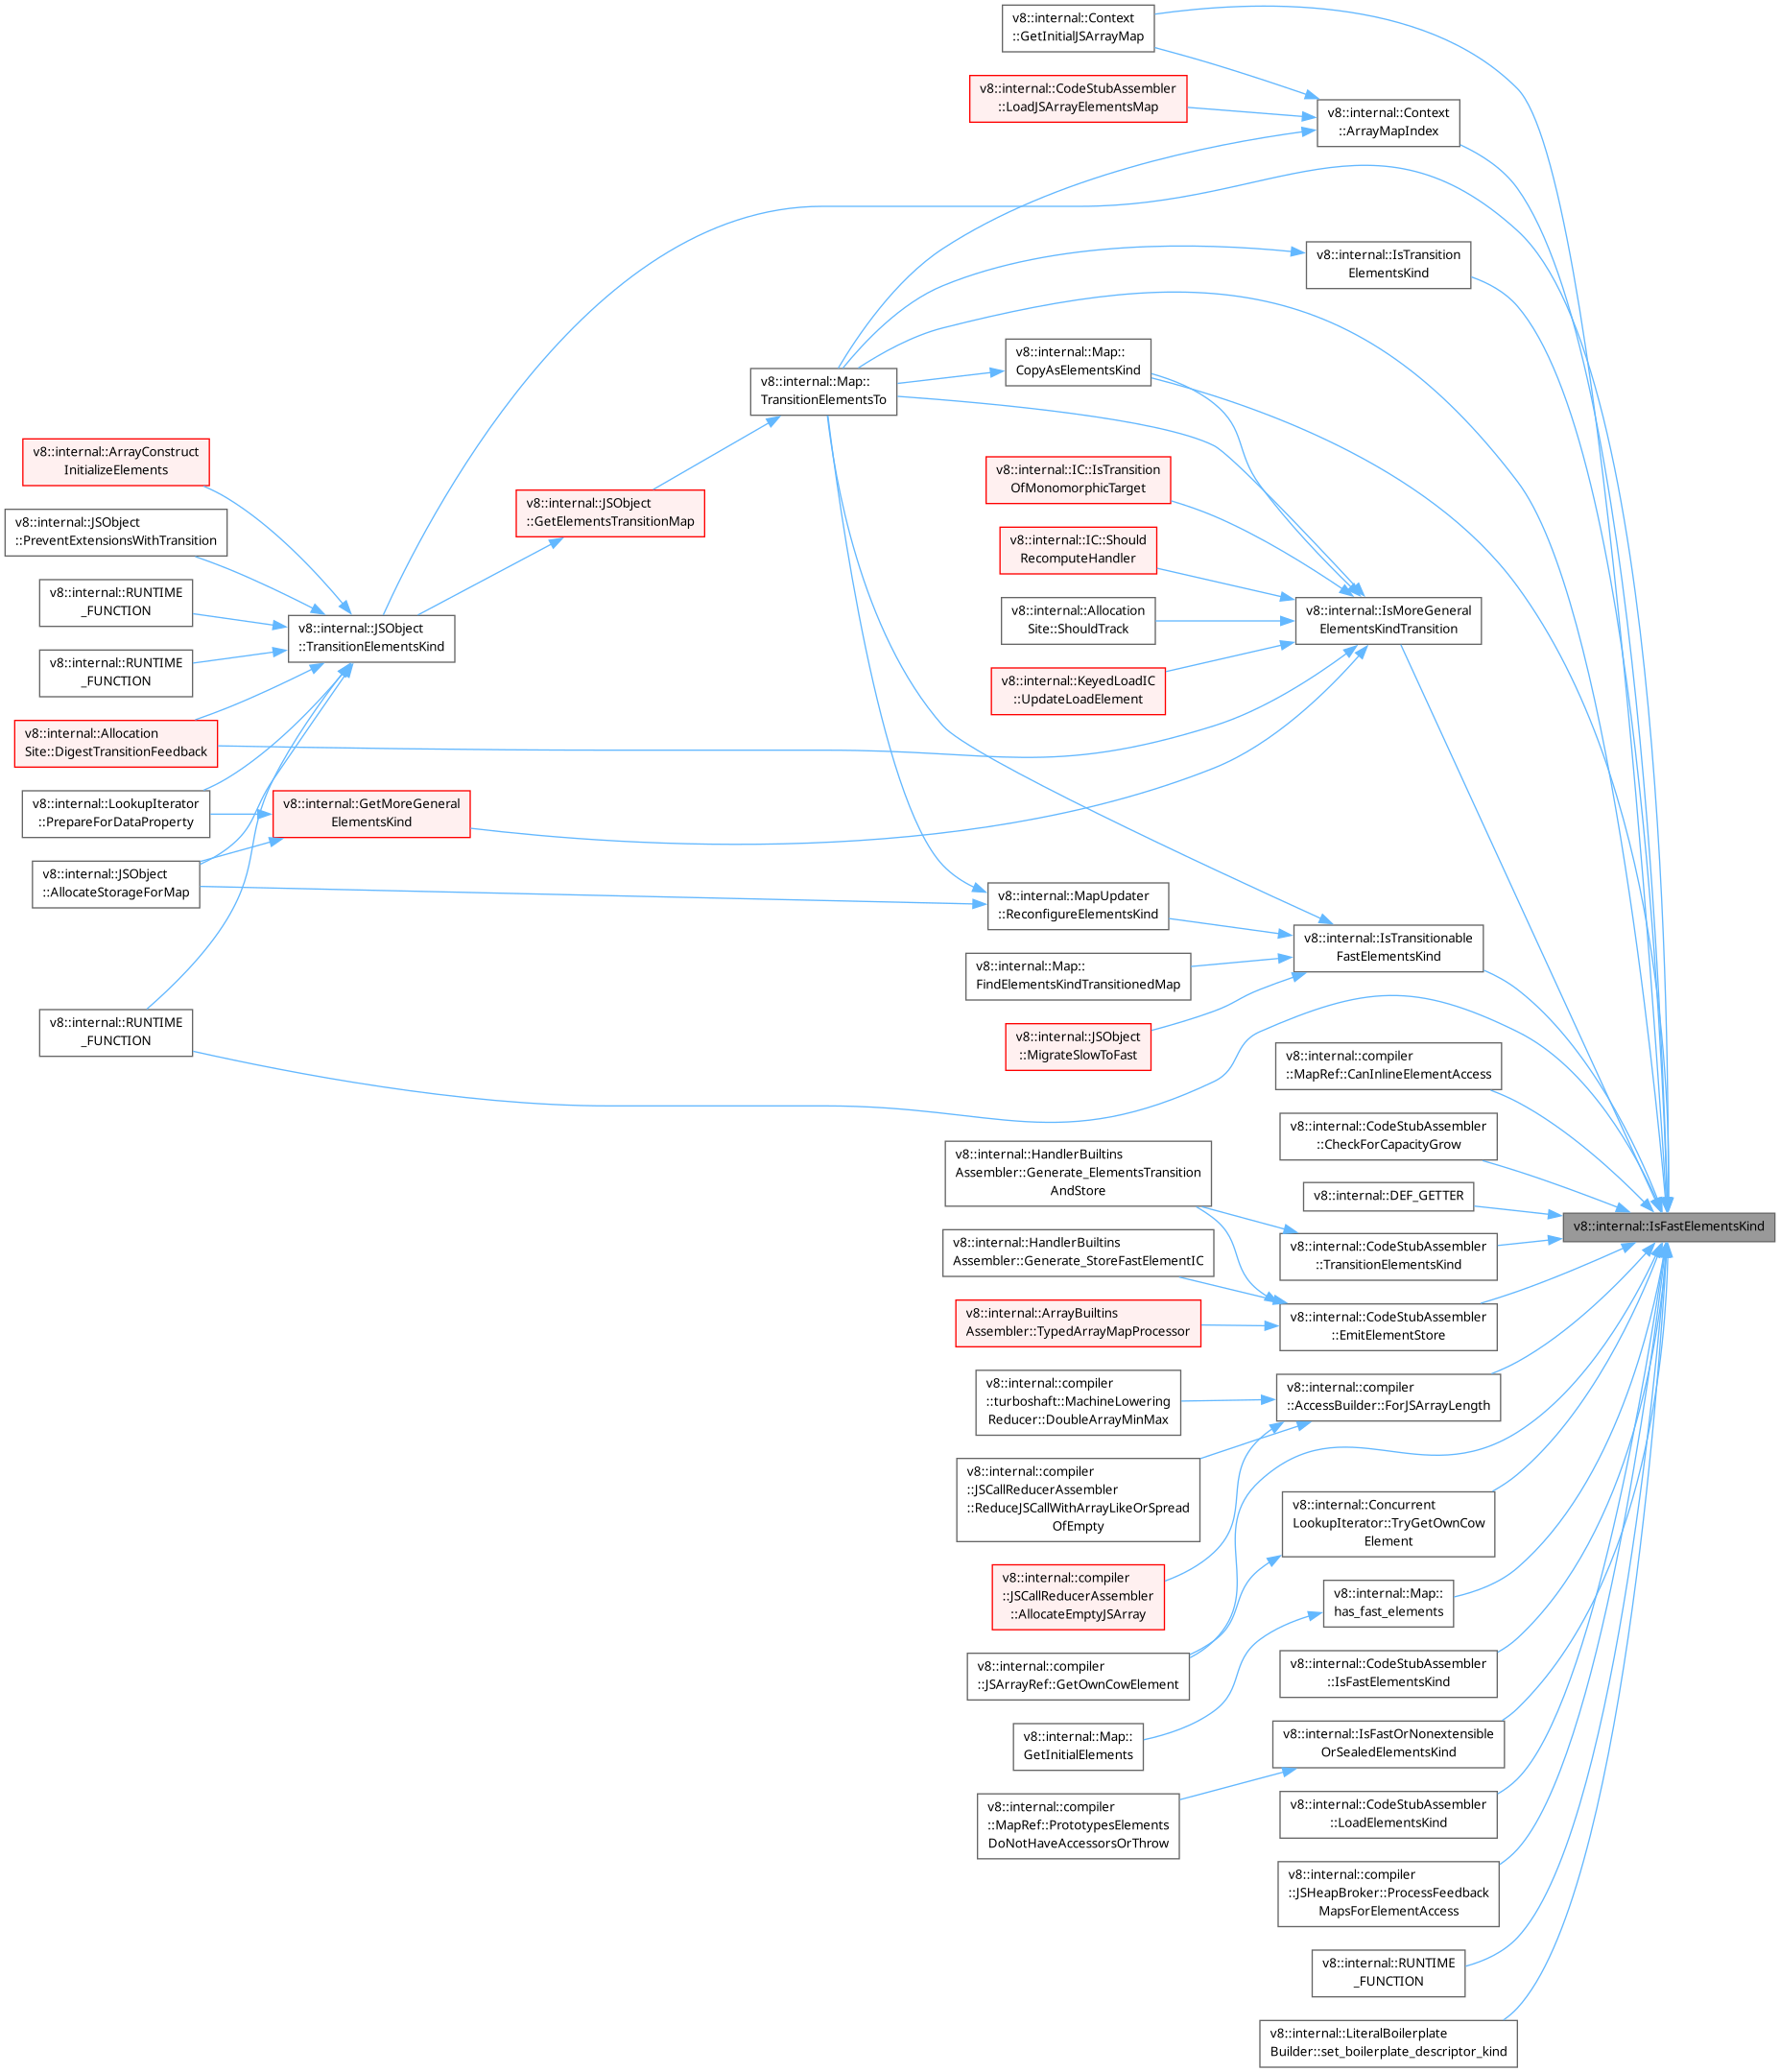 v8::internal::Context
::GetInitialJSArrayMap
v8::internal::CodeStubAssembler
::LoadJSArrayElementsMap
v8::internal::Context
::ArrayMapIndex
v8::internal::IsTransition
ElementsKind
v8::internal::Map::
CopyAsElementsKind
v8::internal::Map::
TransitionElementsTo
v8::internal::ArrayConstruct
InitializeElements
v8::internal::IC::IsTransition
OfMonomorphicTarget
v8::internal::JSObject
::GetElementsTransitionMap
v8::internal::JSObject
::PreventExtensionsWithTransition
v8::internal::IC::Should
RecomputeHandler
v8::internal::RUNTIME
_FUNCTION
v8::internal::Allocation
Site::ShouldTrack
v8::internal::IsMoreGeneral
ElementsKindTransition
v8::internal::JSObject
::TransitionElementsKind
v8::internal::RUNTIME
_FUNCTION
v8::internal::KeyedLoadIC
::UpdateLoadElement
v8::internal::Allocation
Site::DigestTransitionFeedback
v8::internal::LookupIterator
::PrepareForDataProperty
v8::internal::GetMoreGeneral
ElementsKind
v8::internal::JSObject
::AllocateStorageForMap
v8::internal::MapUpdater
::ReconfigureElementsKind
v8::internal::IsTransitionable
FastElementsKind
v8::internal::Map::
FindElementsKindTransitionedMap
v8::internal::RUNTIME
_FUNCTION
v8::internal::JSObject
::MigrateSlowToFast
v8::internal::compiler
::MapRef::CanInlineElementAccess
v8::internal::CodeStubAssembler
::CheckForCapacityGrow
v8::internal::HandlerBuiltins
Assembler::Generate_ElementsTransition
AndStore
v8::internal::DEF_GETTER
v8::internal::IsFastElementsKind
v8::internal::HandlerBuiltins
Assembler::Generate_StoreFastElementIC
v8::internal::CodeStubAssembler
::TransitionElementsKind
v8::internal::ArrayBuiltins
Assembler::TypedArrayMapProcessor
v8::internal::CodeStubAssembler
::EmitElementStore
v8::internal::compiler
::turboshaft::MachineLowering
Reducer::DoubleArrayMinMax
v8::internal::compiler
::AccessBuilder::ForJSArrayLength
v8::internal::compiler
::JSCallReducerAssembler
::ReduceJSCallWithArrayLikeOrSpread
OfEmpty
v8::internal::Concurrent
LookupIterator::TryGetOwnCow
Element
v8::internal::compiler
::JSCallReducerAssembler
::AllocateEmptyJSArray
v8::internal::Map::
has_fast_elements
v8::internal::compiler
::JSArrayRef::GetOwnCowElement
v8::internal::CodeStubAssembler
::IsFastElementsKind
v8::internal::Map::
GetInitialElements
v8::internal::IsFastOrNonextensible
OrSealedElementsKind
v8::internal::compiler
::MapRef::PrototypesElements
DoNotHaveAccessorsOrThrow
v8::internal::CodeStubAssembler
::LoadElementsKind
v8::internal::compiler
::JSHeapBroker::ProcessFeedback
MapsForElementAccess
v8::internal::RUNTIME
_FUNCTION
v8::internal::LiteralBoilerplate
Builder::set_boilerplate_descriptor_kind